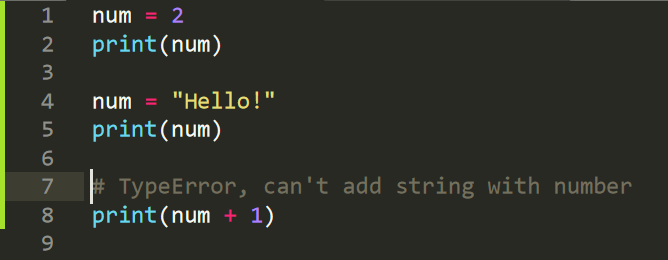 1 num = 2
2 print(num)
3
4 num = "Hello!"
5 print(num)
6
7 # TypeError, can't add string with number
8 print(num + 1)
9